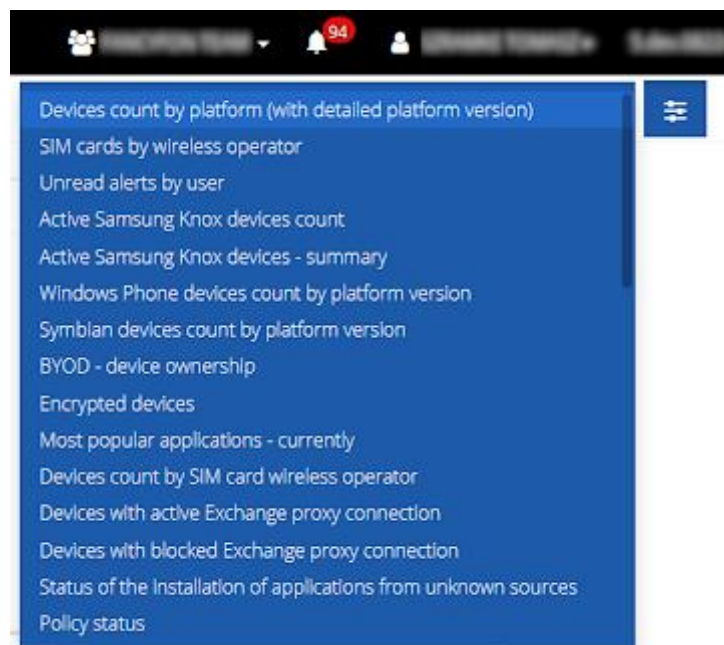 94
Devices count by platform (with detailed platform version)
SIM cards by wireless operator
Unread alerts by user
Active Samsung Knox devices count
Active Samsung Knox devices - summary
Windows Phone devices count by platform version
Symbian devices count by platform version
BYOD - device ownership
Encrypted devices
Most popular applications - currently
Devices count by SIM card wireless operator
Devices with active Exchange proxy connection
Devices with blocked Exchange proxy connection
Status of the installation of applications from unknown sources
Policy status